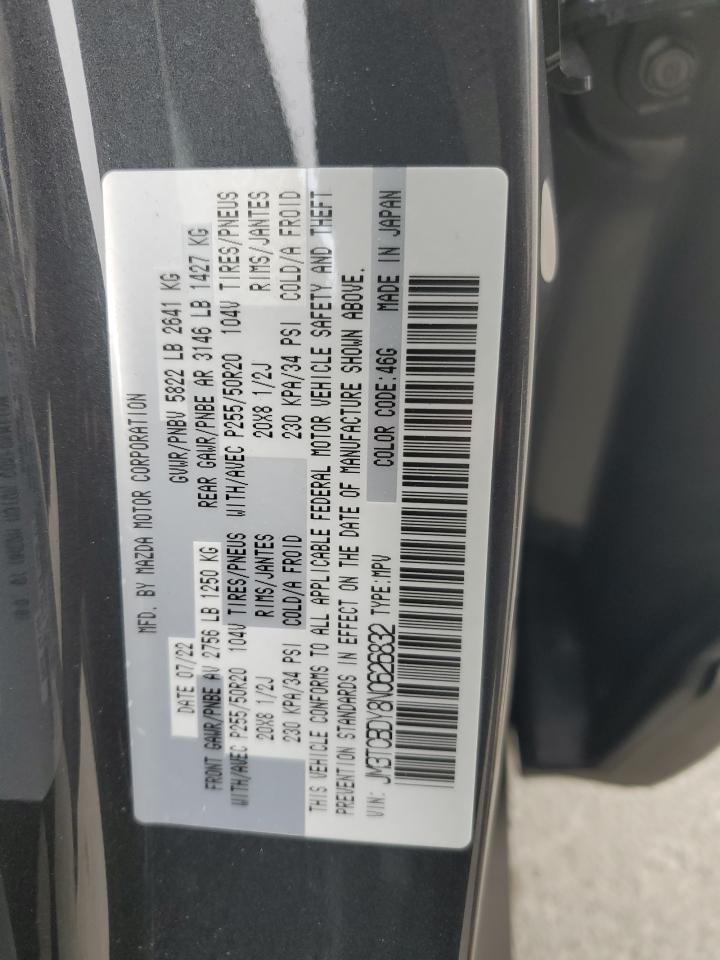 MFD. BY MAZDA MOTOR CORPORATION
DATE 07/22 GVWR/PNBV 5822 LB 2641 KG
FRONT GAWR/PNBE AV 2756 LB 1250 KG REAR GAWR/PNBE AR 3146 LB 1427 KG
WITH/AVEC P255/50R20 104V TIRES/PNEUS WITH/AVEC P255/50R20 104V TIRES/PNEUS
20X8 1/2J RIMS/JANTES 20X8 1/2J RIMS/JANTES
230 KPA/34 PSI COLD/A FROID 230 KPA/34 PSI COLD/A FROID
THIS VEHICLE CONFORMS TO ALL APPLICABLE FEDERAL MOTOR VEHICLE SAFETY AND THEFT
PREVENTION STANDARDS IN EFFECT ON THE DATE OF MANUFACTURE SHOWN ABOVE.
VIN: JM3TCBDY8N0626832 TYPE:MPV COLOR CODE:46G MADE IN JAPAN